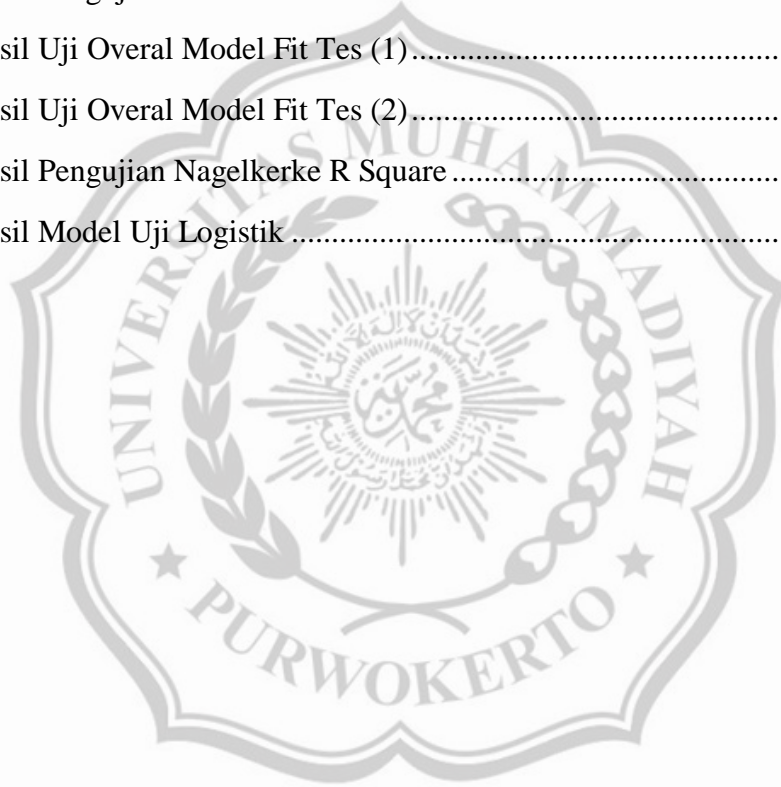 sil Uji Overal Model Fit Tes (1)................................................
sil Uji Overal Model Fit Tes (2)................................................
sil Pengujian Nagelkerke R Square...........................................
sil Model Uji Logistik...............................................................
UNIVERSITAS MUHAMMADIYAH
PURWOKERTO